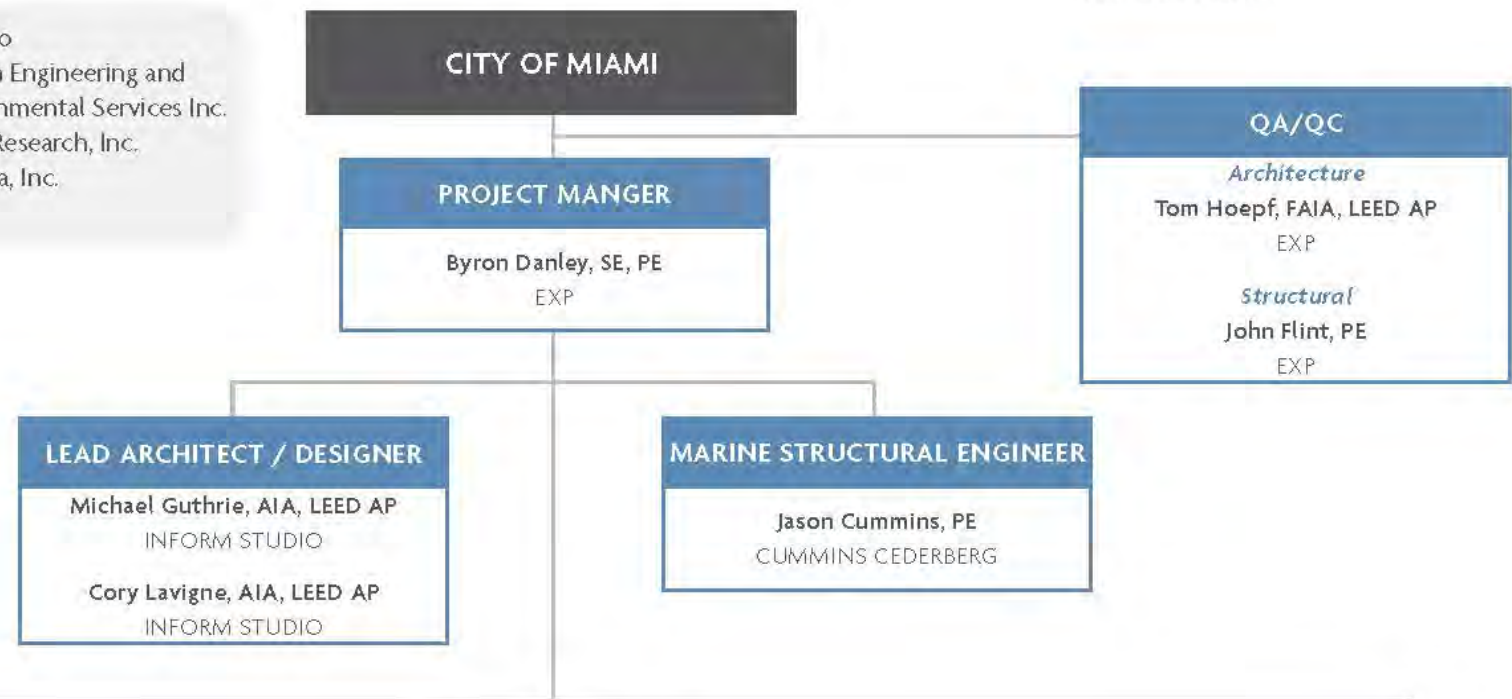 Engineering and
Services Inc.
Research, Inc.
Inc.
CITY OF MIAMI
PROJECT MANGER
Byron Danley, SE, PE
EXP
QA/QC
Architecture
Tom Hoepf, FAIA, LEED AP
EXP
Structural
John Flint, PE
EXP
LEAD ARCHITECT / DESIGNER
Michael Guthrie, AIA, LEED AP
INFORM STUDIO
Cory Lavigne, AIA, LEED AP
INFORM STUDIO
MARINE STRUCTURAL ENGINEER
Jason Cummins, PE
CUMMINS CEDERBERG